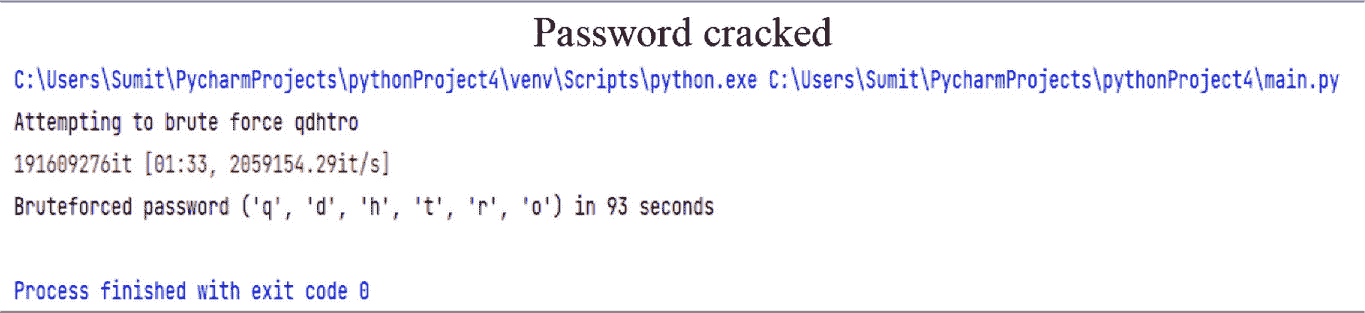 Password cracked
C:\Users\Sumit\PycharmProjects\pythonProject4\venv\Scripts\python.exe C:\Users\Sumit\PycharmProjects\pythonProject4\main.py
Attempting to brute force qdhtro
191609276it [01:33, 2059154.29it/s]
Bruteforced password ('q', 'd', 'h', 't', 'r', 'o') in 93 seconds
Process finished with exit code 0